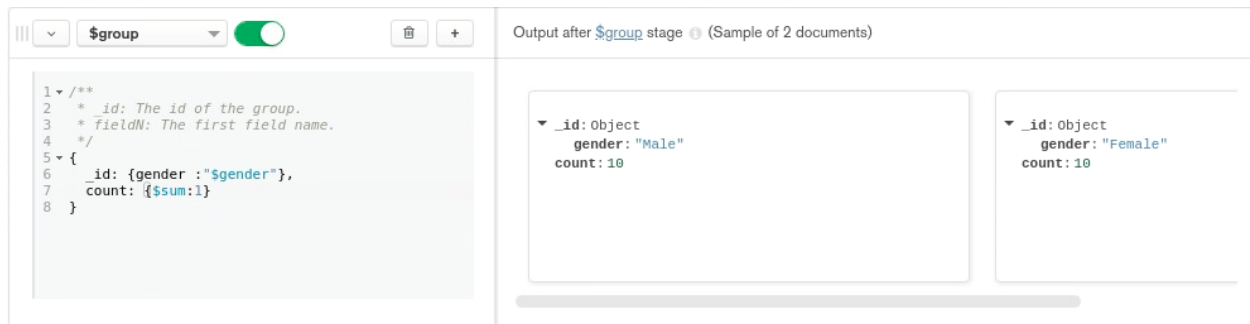 $group
+
Output after $group stage (Sample of 2 documents)
1 /**
2 * _id: The id of the group.
3 * fieldN: The first field name.
4 */
5 {
6 _id: {gender :"$gender"},
7 count: {$sum:1}
8 }
_id: Object
gender: "Male"
count: 10
_id: Object
gender: "Female"
count: 10